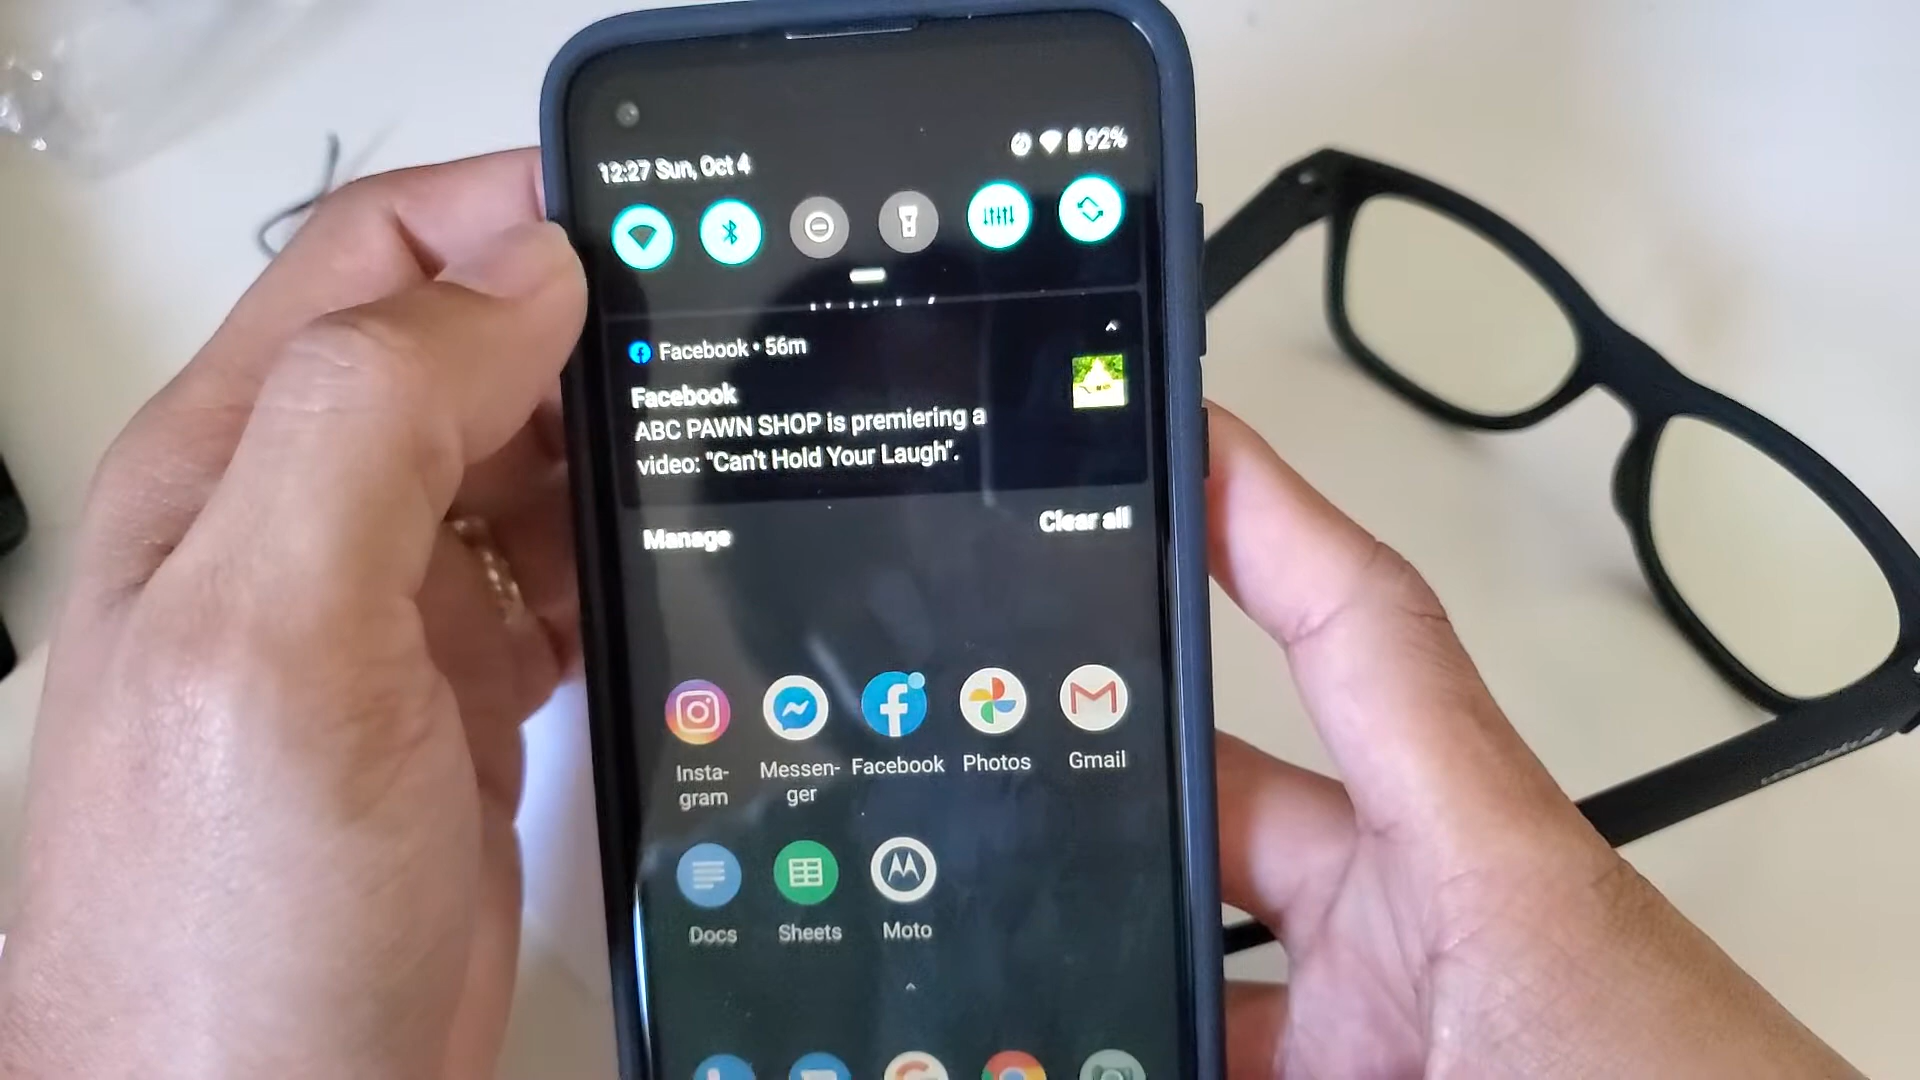 12:27 Sun, Oct 4
92%
Facebook • 56m
Facebook
ABC PAWN SHOP is premiering a
video: "Can't Hold Your Laugh".
Manage
Clear all
Insta-
gram
Messen-
ger
Facebook
Photos
Gmail
Docs
Sheets
Moto